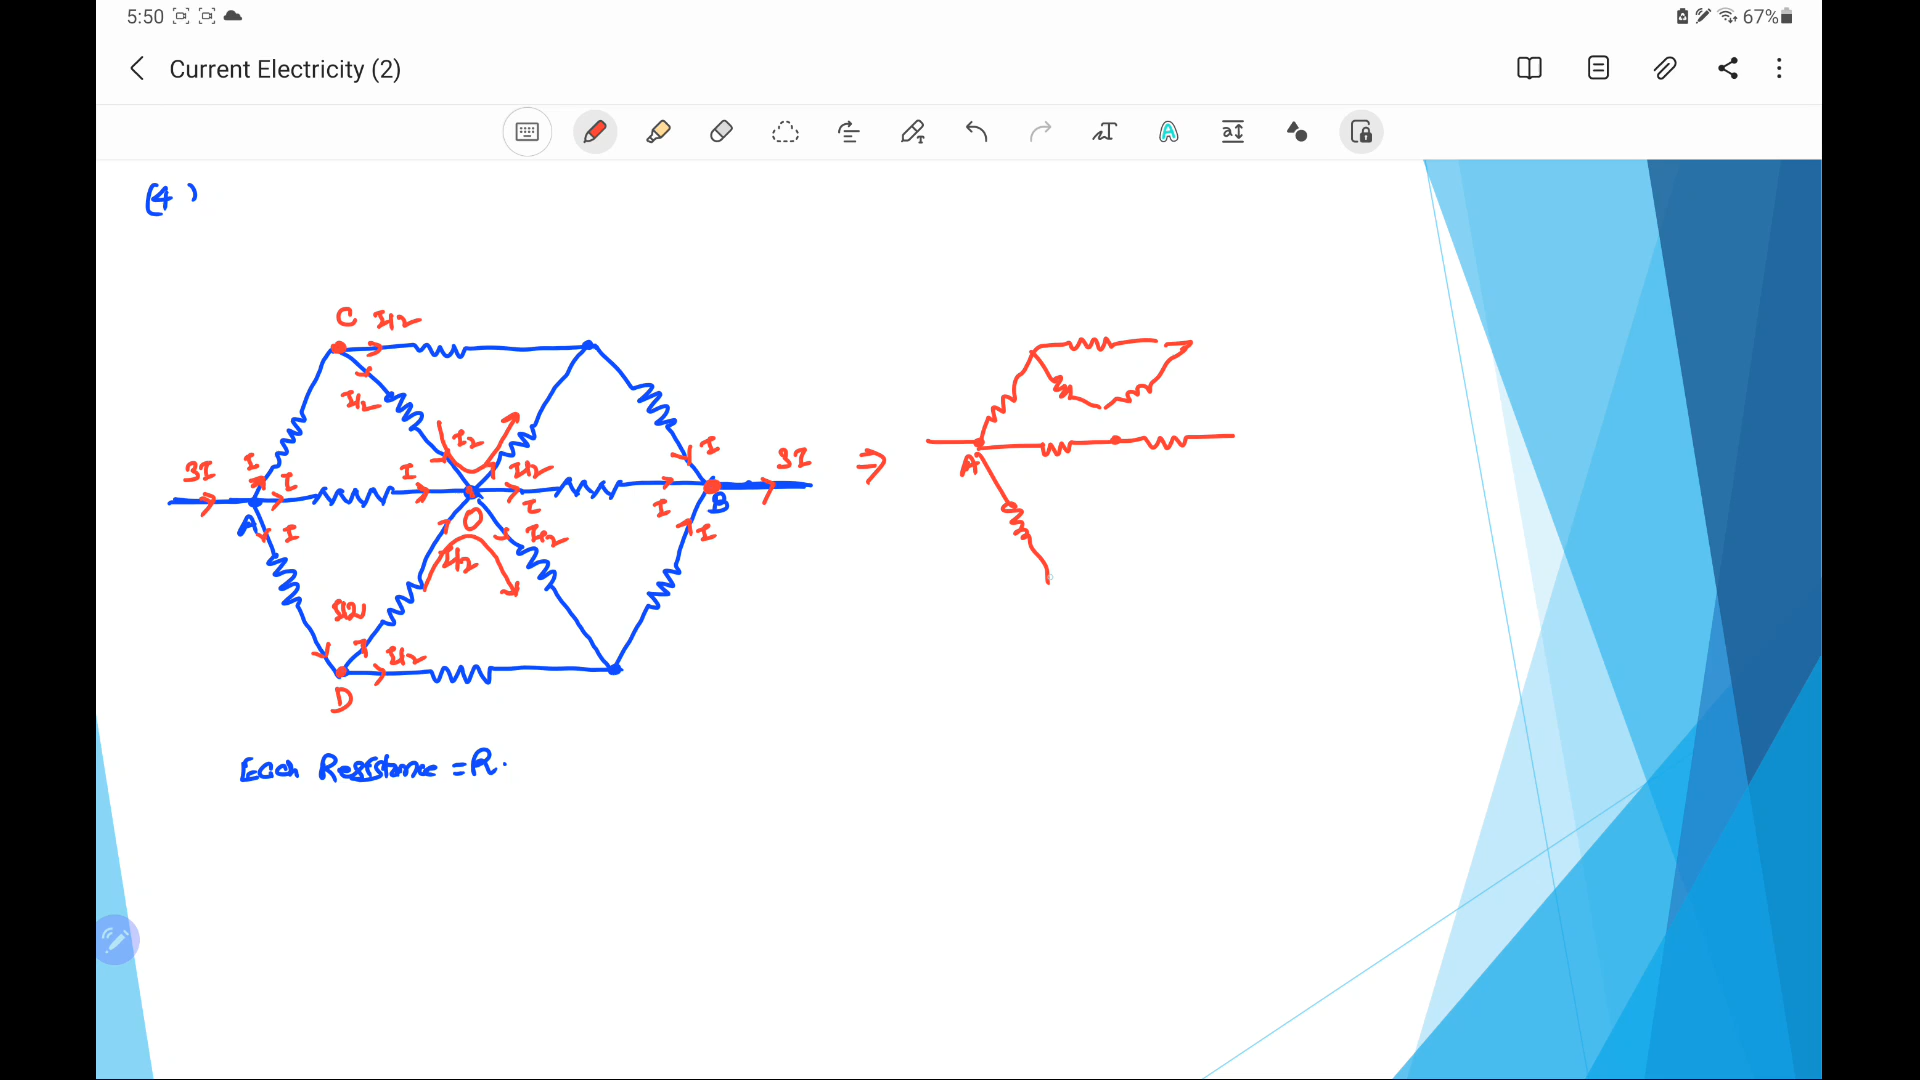 5:50 67%
Current Electricity (2)
(4)
C I/2
I/2
I/2
3I I I I I/2 I 3I
A I O I I B
I I/2 I/2 I
I/2 I/2
D
Each Resistance = R.
⇒
A